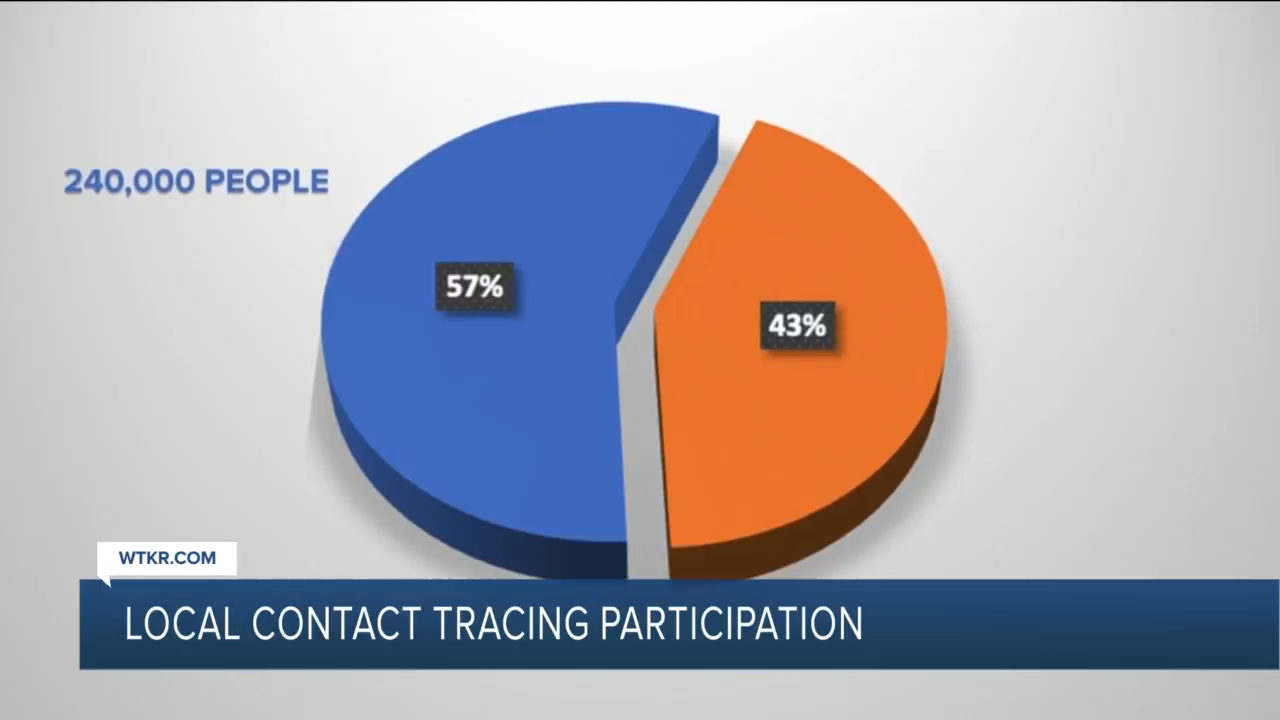 240,000 PEOPLE
57%
43%
WTKR.COM
LOCAL CONTACT TRACING PARTICIPATION